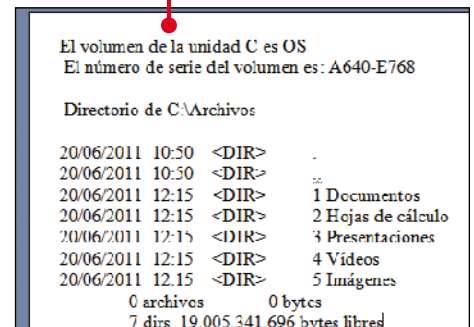 El volumen de la unidad C es OS
El número de serie del volumen es: A640-E768
Directorio de C:\Archivos
20/06/2011 10:50 <DIR> .
20/06/2011 10:50 <DIR> ..
20/06/2011 12:15 <DIR> 1 Documentos
20/06/2011 12:15 <DIR> 2 Hojas de cálculo
20/06/2011 12:15 <DIR> 3 Presentaciones
20/06/2011 12:15 <DIR> 4 Vídeos
20/06/2011 12:15 <DIR> 5 Imágenes
0 archivos 0 bytes
7 dirs 19.005.341.696 bytes libres